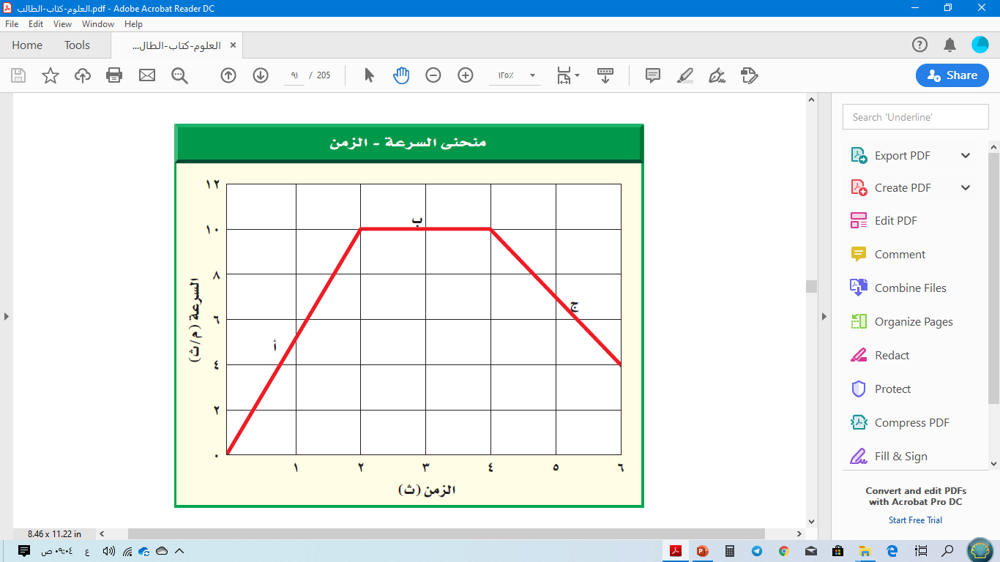 العلوم-كتاب-الطالب.pdf - Adobe Acrobat Reader DC
File Edit View Window Help
Home Tools العلوم-كتاب-الطال...
٩١ / 205
١٢٥٪
Share
منحنى السرعة - الزمن
١٢
١٠
٨
٦
٤
٢
٠
السرعة (م/ث)
أ
ب
ج
١ ٢ ٣ ٤ ٥ ٦
الزمن (ث)
8.46 x 11.22 in
Search 'Underline'
Export PDF
Create PDF
Edit PDF
Comment
Combine Files
Organize Pages
Redact
Protect
Compress PDF
Fill & Sign
Convert and edit PDFs
with Acrobat Pro DC
Start Free Trial
٠٩:٠٤ ص
ع